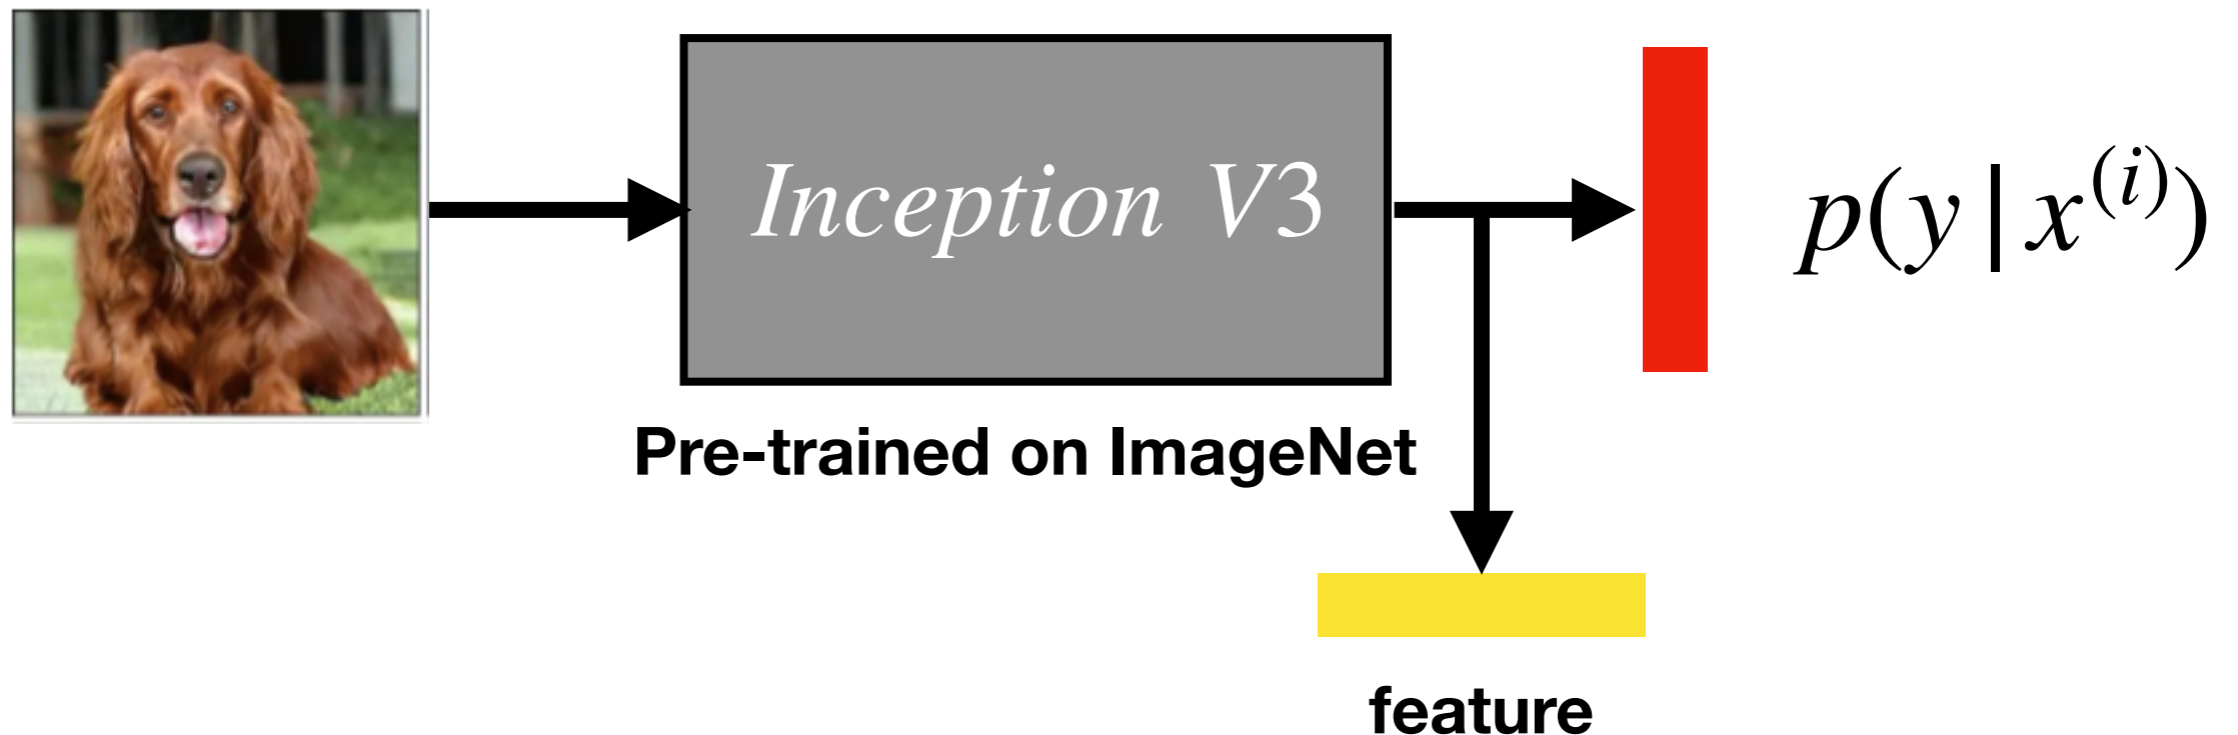 Inception V3
p(y|x^{(i)})
Pre-trained on ImageNet
feature